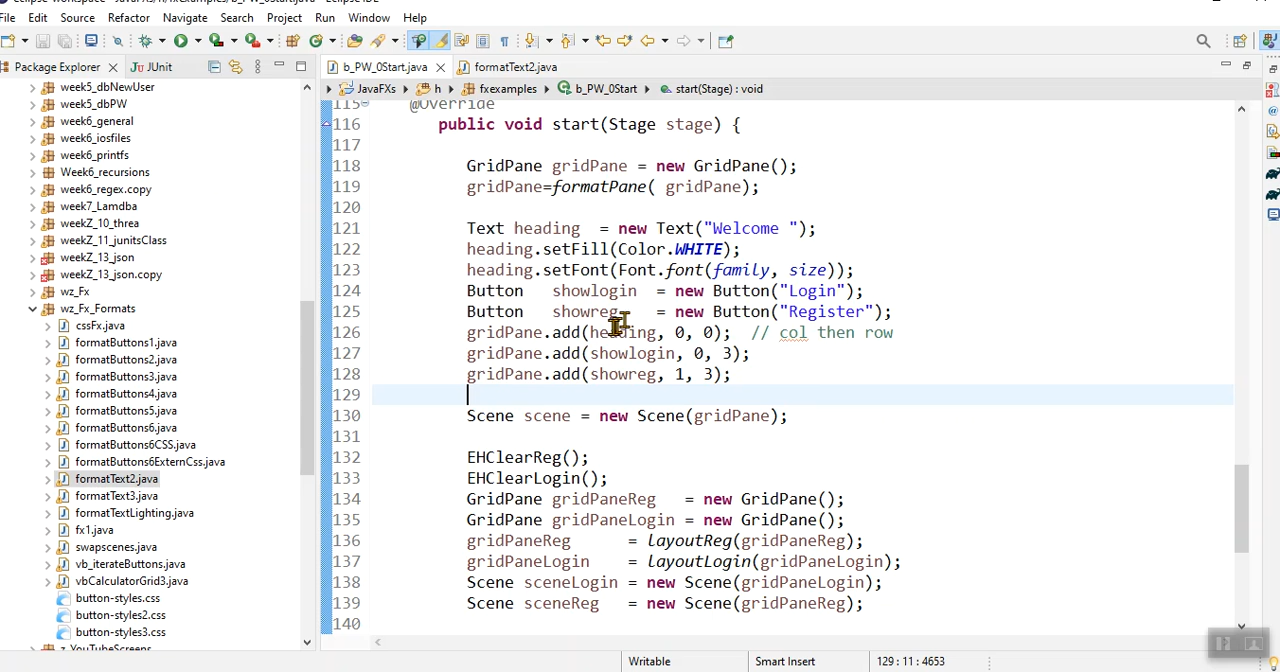 File Edit Source Refactor Navigate Search Project Run Window Help
Package Explorer JUnit
b_PW_0Start.java formatText2.java
JavaFXs h fxexamples b_PW_0Start start(Stage) : void
week5_dbNewUser
week5_dbPW
week6_general
week6_iosfiles
week6_printfs
Week6_recursions
week6_regex.copy
week7_Lamdba
weekZ_10_threa
weekZ_11_junitsClass
weekZ_13_json
weekZ_13_json.copy
wz_Fx
wz_Fx_Formats
cssFx.java
formatButtons1.java
formatButtons2.java
formatButtons3.java
formatButtons4.java
formatButtons5.java
formatButtons6.java
formatButtons6CSS.java
formatButtons6ExternCss.java
formatText2.java
formatText3.java
formatTextLighting.java
fx1.java
swapscenes.java
vb_iterateButtons.java
vbCalculatorGrid3.java
button-styles.css
button-styles2.css
button-styles3.css
z_YouTubeScreens
115 @Override
116 public void start(Stage stage) {
117
118 GridPane gridPane = new GridPane();
119 gridPane=formatPane( gridPane);
120
121 Text heading = new Text("Welcome ");
122 heading.setFill(Color.WHITE);
123 heading.setFont(Font.font(family, size));
124 Button showlogin = new Button("Login");
125 Button showreg = new Button("Register");
126 gridPane.add(heading, 0, 0); // col then row
127 gridPane.add(showlogin, 0, 3);
128 gridPane.add(showreg, 1, 3);
129
130 Scene scene = new Scene(gridPane);
131
132 EHClearReg();
133 EHClearLogin();
134 GridPane gridPaneReg = new GridPane();
135 GridPane gridPaneLogin = new GridPane();
136 gridPaneReg = layoutReg(gridPaneReg);
137 gridPaneLogin = layoutLogin(gridPaneLogin);
138 Scene sceneLogin = new Scene(gridPaneLogin);
139 Scene sceneReg = new Scene(gridPaneReg);
140
Writable Smart Insert 129 : 11 : 4653